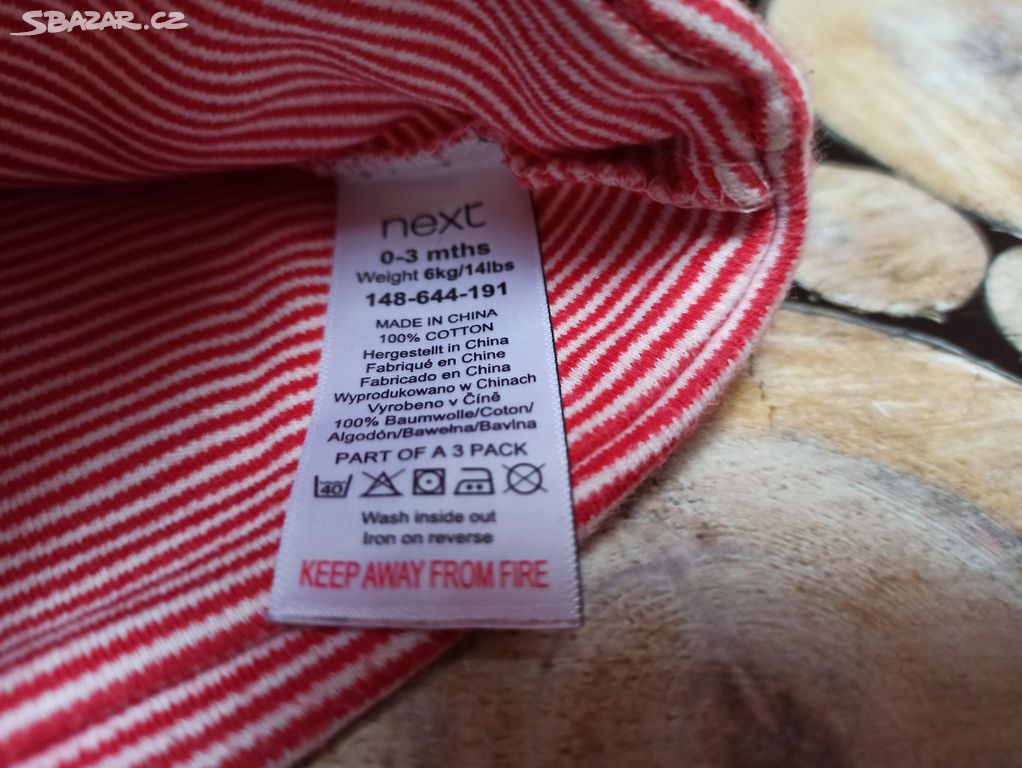 SBAZAR.CZ
next
0-3 mths
Weight 6kg/14lbs
148-644-191
MADE IN CHINA
100% COTTON
Hergestellt in China
Fabriqué en Chine
Fabricado en China
Wyprodukowano w Chinach
Vyrobeno v Číně
100% Baumwolle/Coton/
Algodón/Bawełna/Bavlna
PART OF A 3 PACK
40
Wash inside out
Iron on reverse
KEEP AWAY FROM FIRE